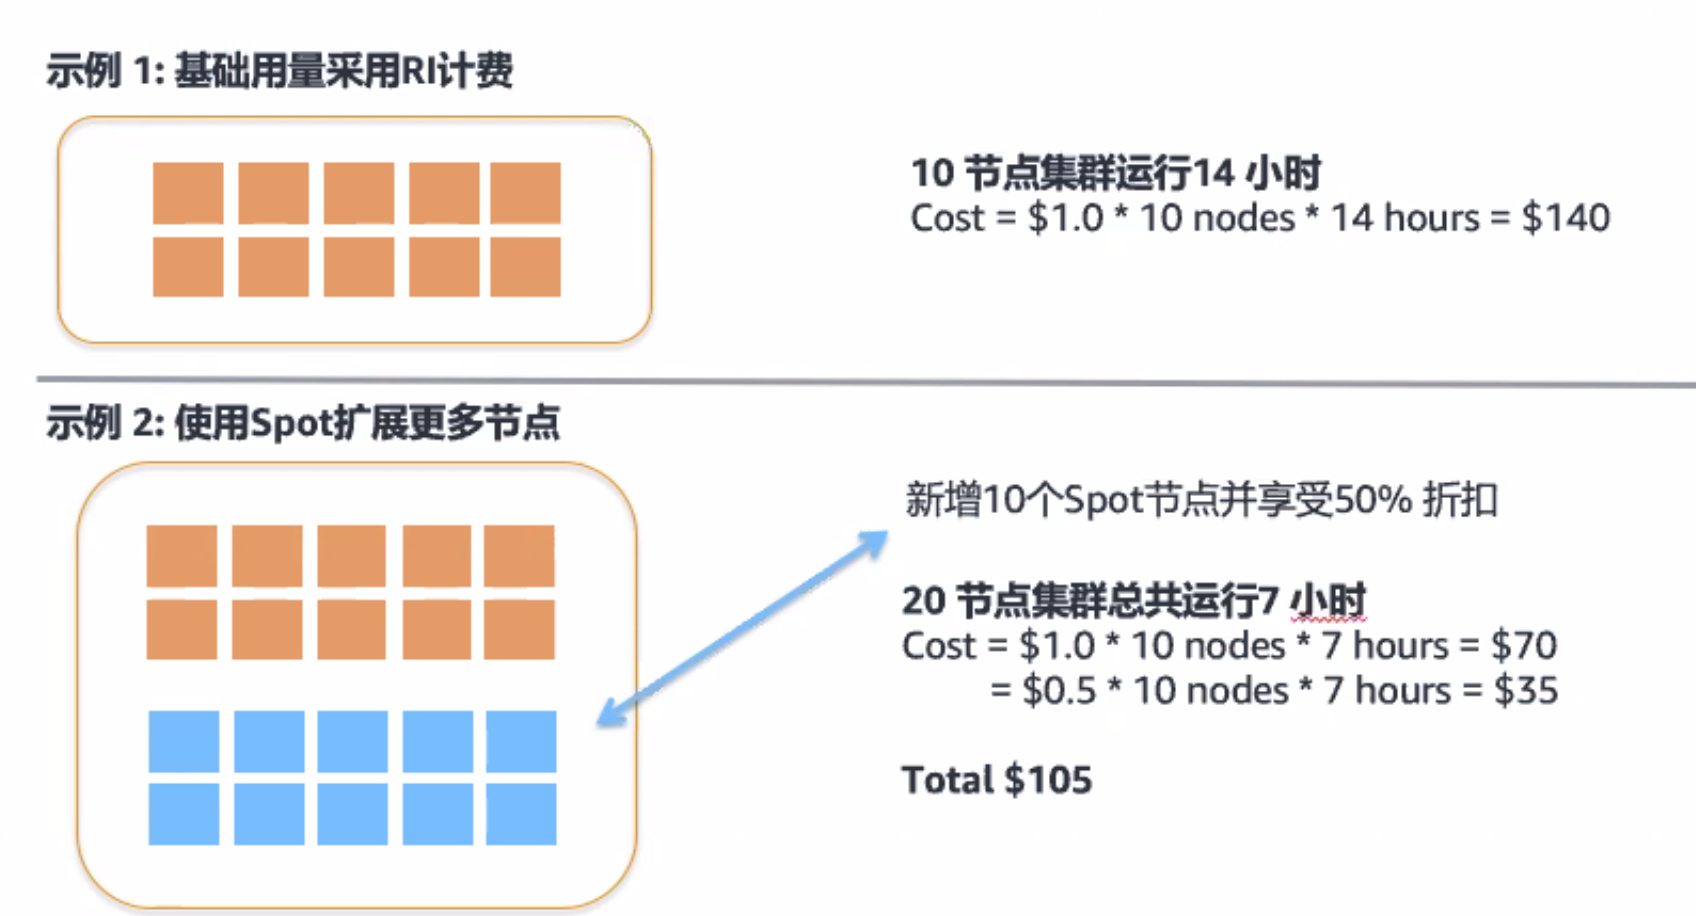 示例 1: 基础用量采用RI计费
10 节点集群运行14 小时
Cost = $1.0 * 10 nodes * 14 hours = $140
示例 2: 使用Spot扩展更多节点
新增10个Spot节点并享受50% 折扣
20 节点集群总共运行7 小时
Cost = $1.0 * 10 nodes * 7 hours = $70
= $0.5 * 10 nodes * 7 hours = $35
Total $105